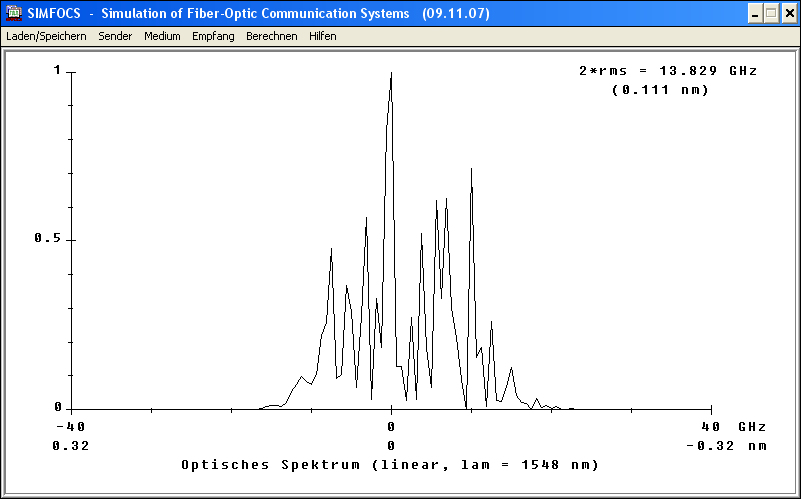 SIMFOCS - Simulation of Fiber-Optic Communication Systems (09.11.07)
Laden/Speichern Sender Medium Empfang Berechnen Hilfen
1 2*rms = 13.829 GHz
(0.111 nm)
0.5
0
-40 0 40 GHz
0.32 0 -0.32 nm
Optisches Spektrum (linear, lam = 1548 nm)